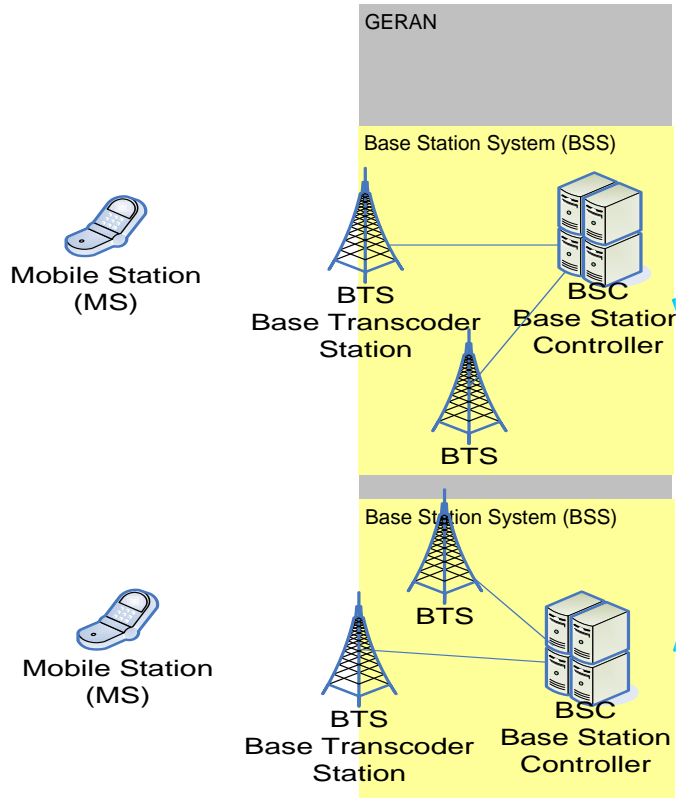 GERAN
Base Station System (BSS)
Mobile Station
(MS)
BTS
Base Transcoder
Station
BSC
Base Station
Controller
BTS
Base Station System (BSS)
BTS
Mobile Station
(MS)
BTS
Base Transcoder
Station
BSC
Base Station
Controller